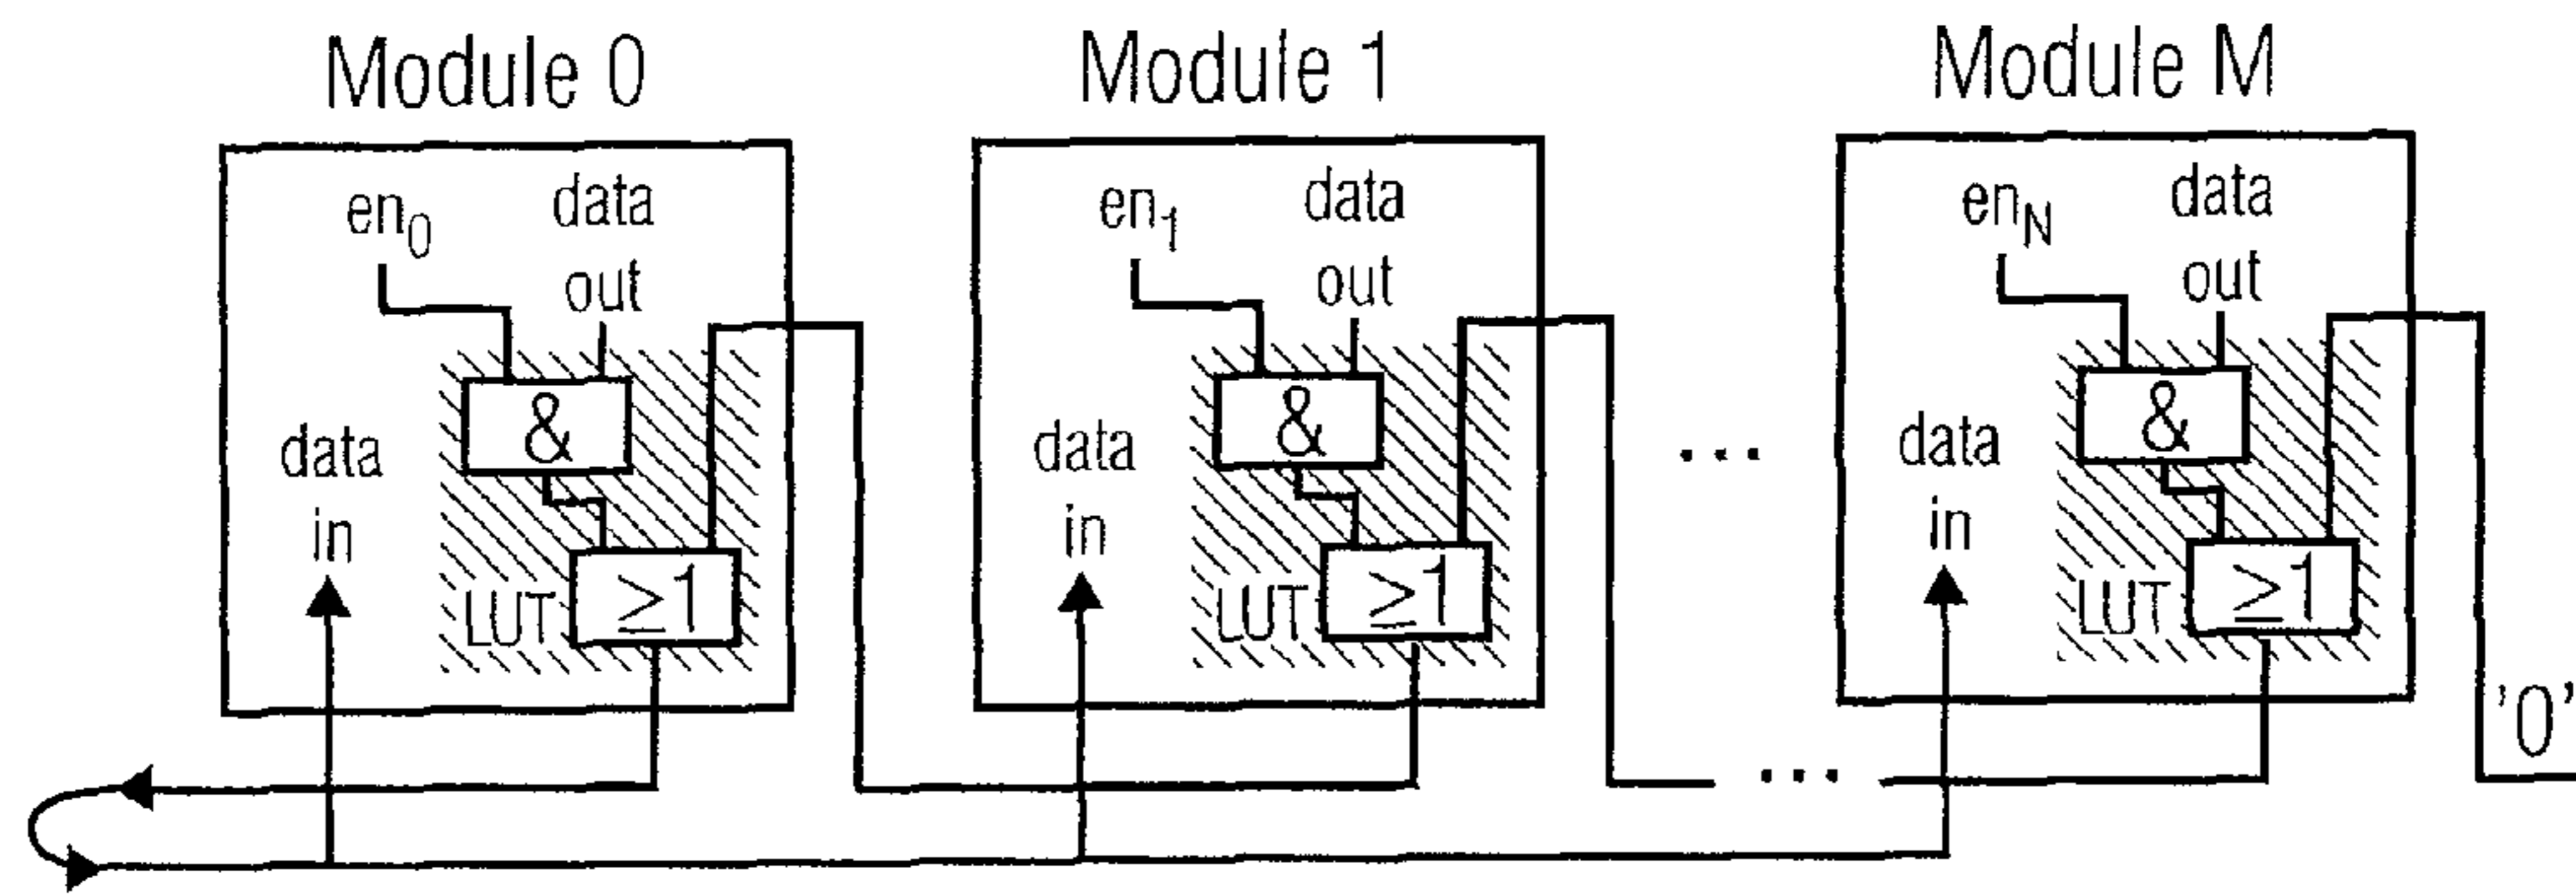 Module 0
en0
data
out
data
in
&
LUT
≥1
Module 1
en1
data
out
data
in
&
LUT
≥1
...
...
Module M
enN
data
out
data
in
&
LUT
≥1
'0'